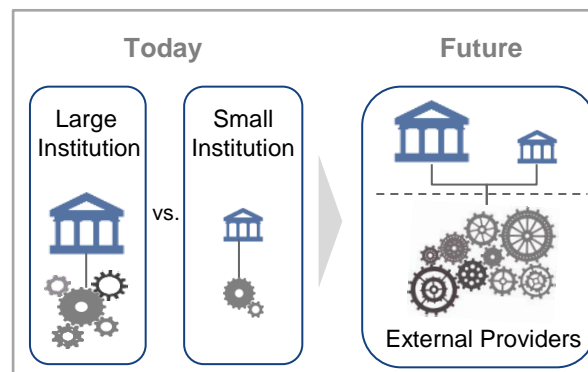 Today
Future
Large
Institution
vs.
Small
Institution
External Providers